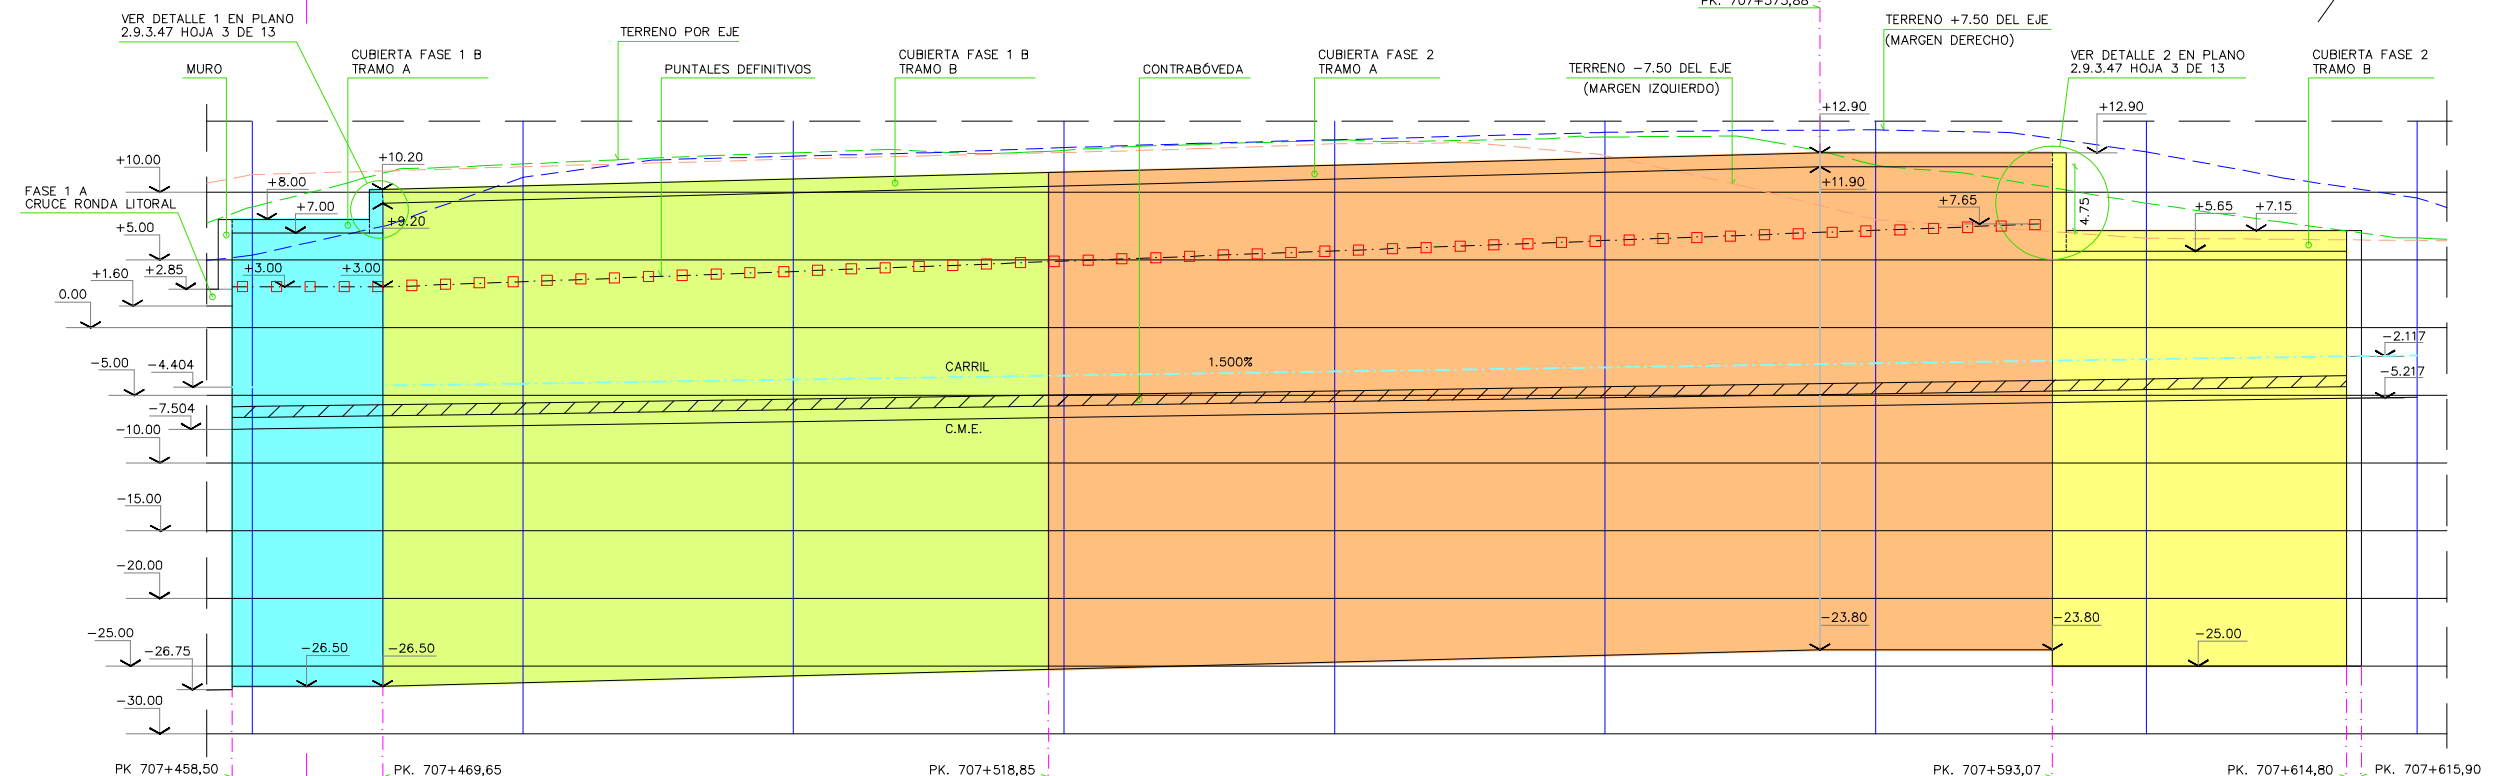 PK. 707+575,88
VER DETALLE 1 EN PLANO
2.9.3.47 HOJA 3 DE 13
TERRENO POR EJE
TERRENO +7.50 DEL EJE
(MARGEN DERECHO)
MURO
CUBIERTA FASE 1 B
TRAMO A
PUNTALES DEFINITIVOS
CUBIERTA FASE 1 B
TRAMO B
CONTRABÓVEDA
CUBIERTA FASE 2
TRAMO A
TERRENO -7.50 DEL EJE
(MARGEN IZQUIERDO)
VER DETALLE 2 EN PLANO
2.9.3.47 HOJA 3 DE 13
CUBIERTA FASE 2
TRAMO B
+12.90
+12.90
+10.00
+10.20
+8.00
+11.90
FASE 1 A
CRUCE RONDA LITORAL
+7.00
+9.20
+7.65
4.75
+5.65
+7.15
+5.00
+1.60
+2.85
+3.00
+3.00
0.00
-2.117
-5.00
-4.404
CARRIL
1.500%
-5.217
-7.504
-10.00
C.M.E.
-15.00
-20.00
-23.80
-23.80
-25.00
-25.00
-26.75
-26.50
-26.50
-30.00
PK 707+458,50
PK. 707+469,65
PK. 707+518,85
PK. 707+593,07
PK. 707+614,80
PK. 707+615,90